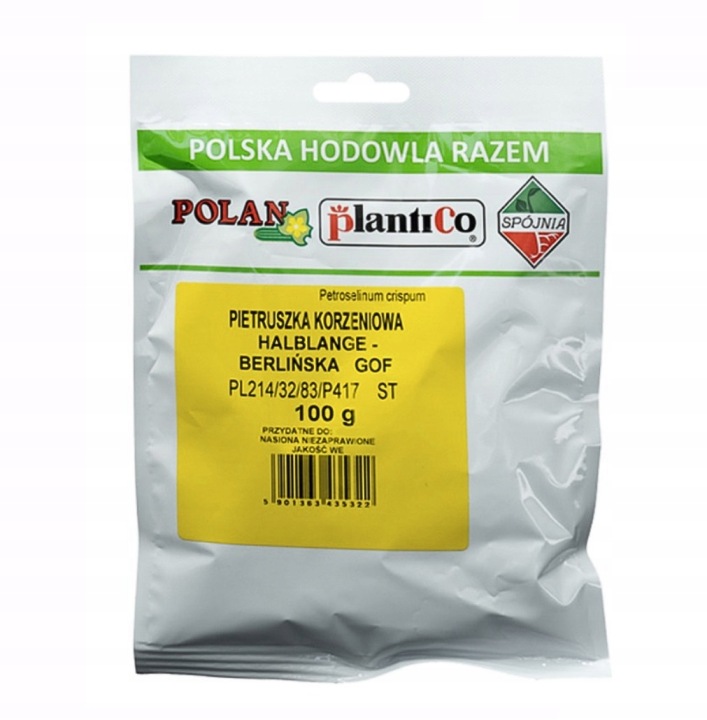 POLSKA HODOWLA RAZEM
POLAN plantiCo® SPÓJNIA
Petroselinum crispum
PIETRUSZKA KORZENIOWA
HALBLANGE -
BERLIŃSKA GOF
PL214/32/83/P417 ST
100 g
PRZYDATNE DO:
NASIONA NIEZAPRAWIONE
JAKOŚĆ WE
5 901383 435322